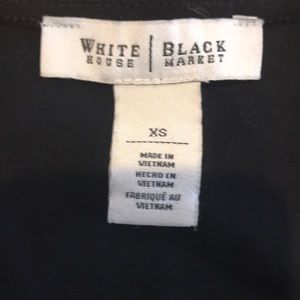 WHITE | BLACK
HOUSE | MARKET
XS
MADE IN
VIETNAM
HECHO EN
VIETNAM
FABRIQUÉ AU
VIETNAM